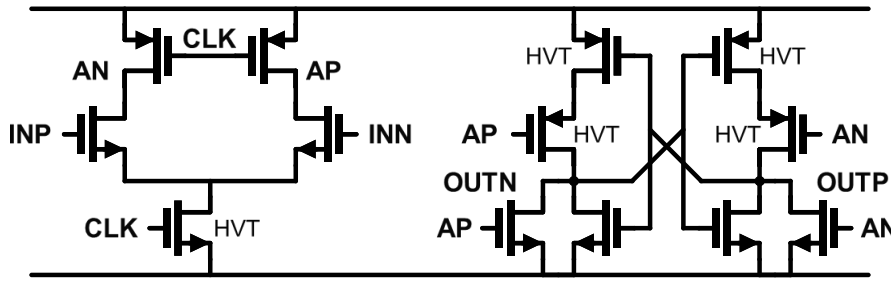 CLK
AN
AP
HVT
HVT
INP
INN
AP
HVT
HVT
AN
OUTN
OUTP
CLK
HVT
AP
AN